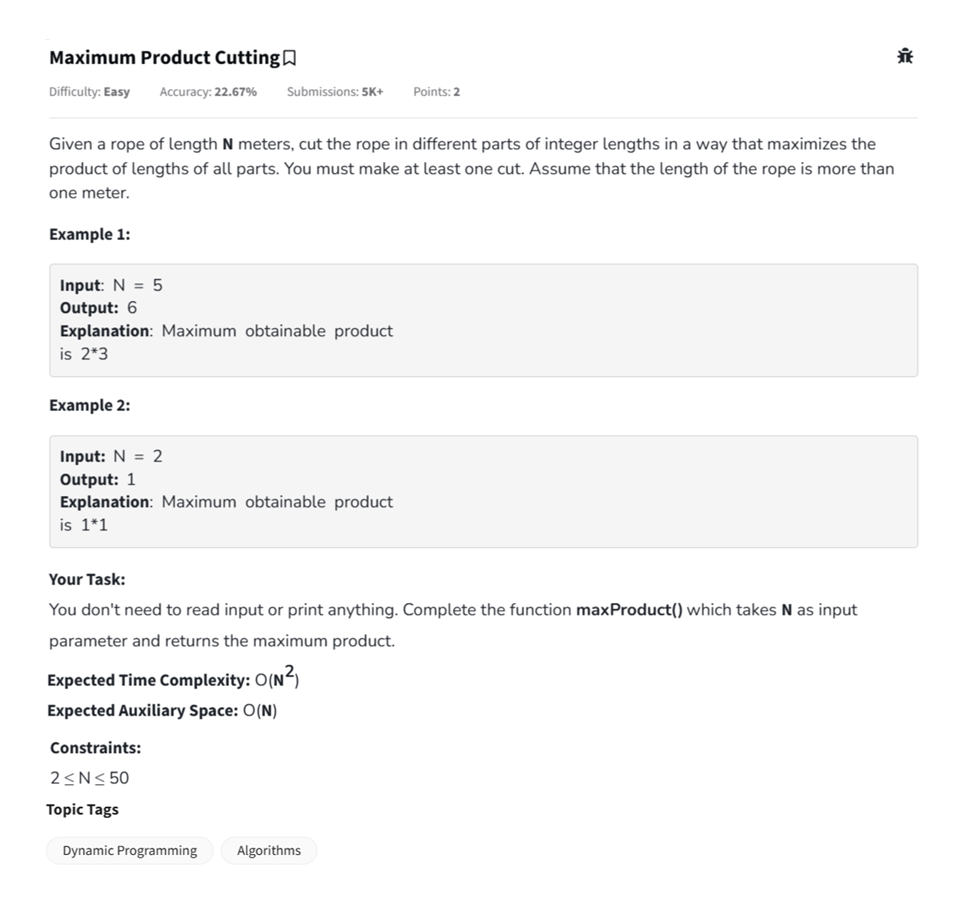 Maximum Product Cutting
Difficulty: Easy Accuracy: 22.67% Submissions: 5K+ Points: 2
Given a rope of length N meters, cut the rope in different parts of integer lengths in a way that maximizes the
product of lengths of all parts. You must make at least one cut. Assume that the length of the rope is more than
one meter.
Example 1:
Input: N = 5
Output: 6
Explanation: Maximum obtainable product
is 2*3
Example 2:
Input: N = 2
Output: 1
Explanation: Maximum obtainable product
is 1*1
Your Task:
You don't need to read input or print anything. Complete the function maxProduct() which takes N as input
parameter and returns the maximum product.
Expected Time Complexity: O(N²)
Expected Auxiliary Space: O(N)
Constraints:
2 ≤ N ≤ 50
Topic Tags
Dynamic Programming Algorithms